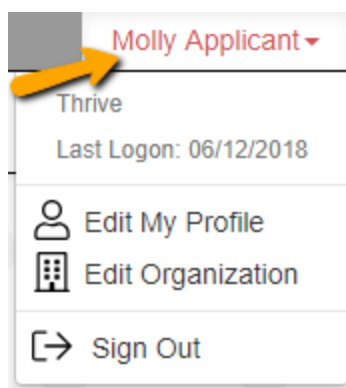 Molly Applicant
Thrive
Last Logon: 06/12/2018
Edit My Profile
Edit Organization
Sign Out